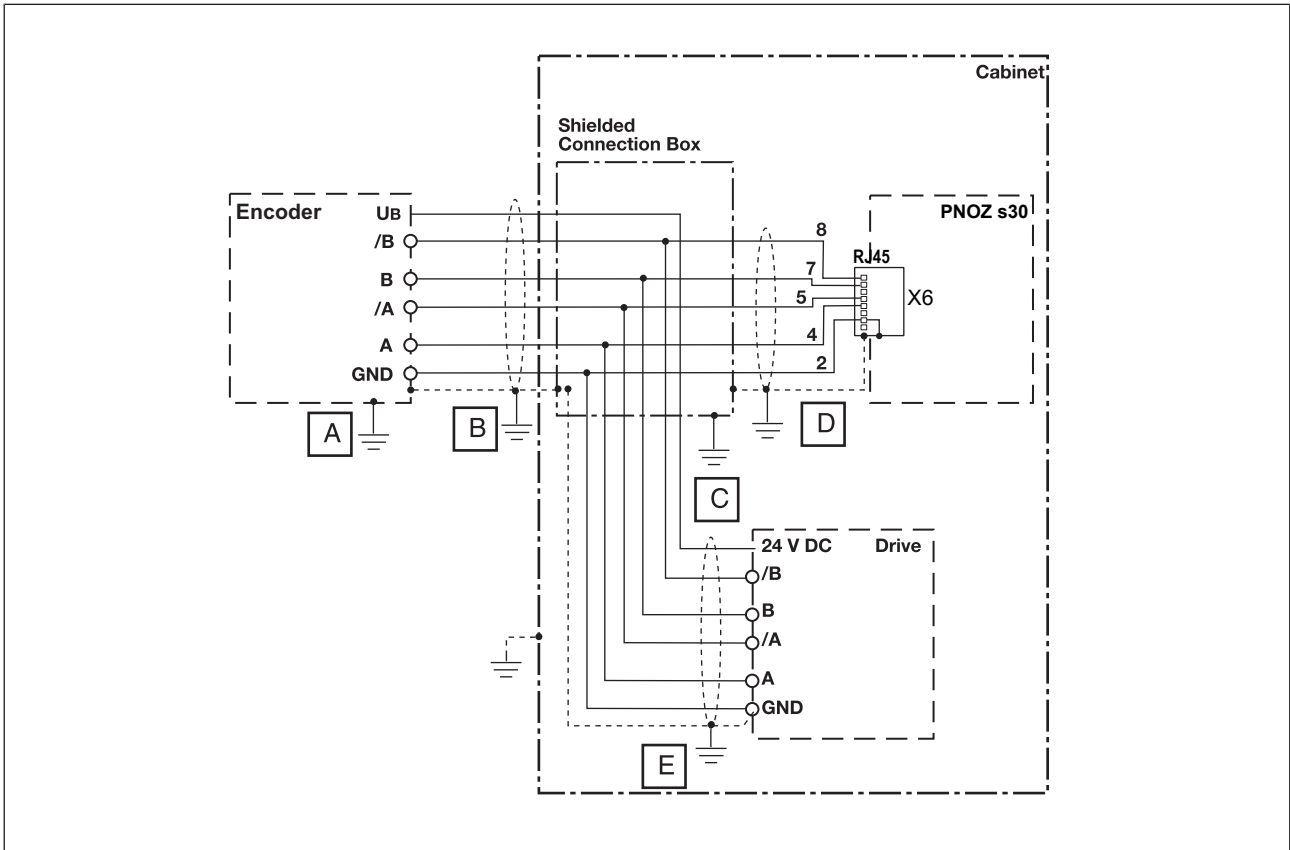 Cabinet
Shielded
Connection Box
Encoder
UB
/B
B
/A
A
GND
PNOZ s30
RJ45
X6
8
7
5
4
2
A
B
C
D
24 V DC
Drive
/B
B
/A
A
GND
E